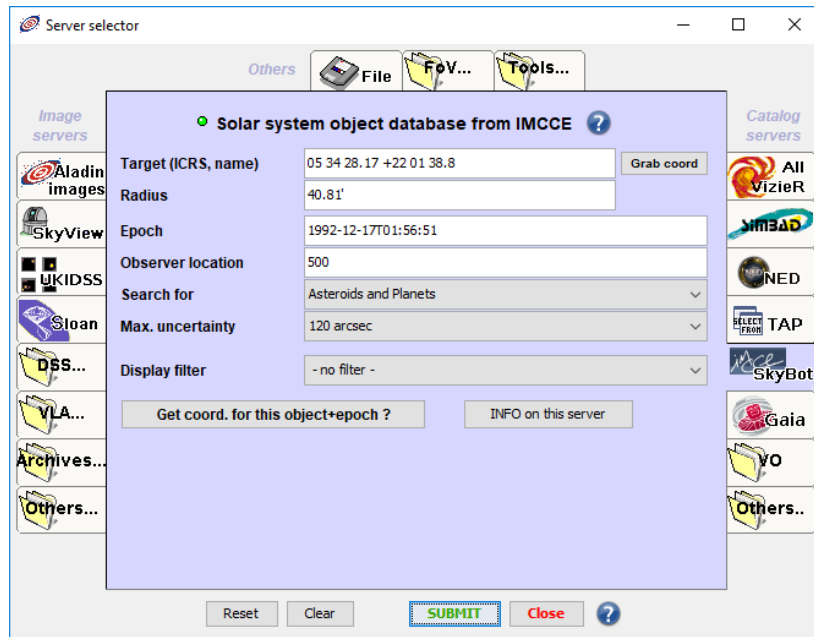 Server selector
Others
File
FoV...
Tools...
Image
servers
Catalog
servers
Aladin
images
SkyView
UKIDSS
Sloan
DSS...
VLA...
Archives...
Others...
Solar system object database from IMCCE ?
Target (ICRS, name) 05 34 28.17 +22 01 38.8 Grab coord
Radius 40.81'
Epoch 1992-12-17T01:56:51
Observer location 500
Search for Asteroids and Planets
Max. uncertainty 120 arcsec
Display filter - no filter -
Get coord. for this object+epoch ? INFO on this server
All
VizieR
SIMBAD
NED
SELECT
FROM
TAP
imcce
SkyBot
Gaia
VO
Others..
Reset Clear SUBMIT Close ?